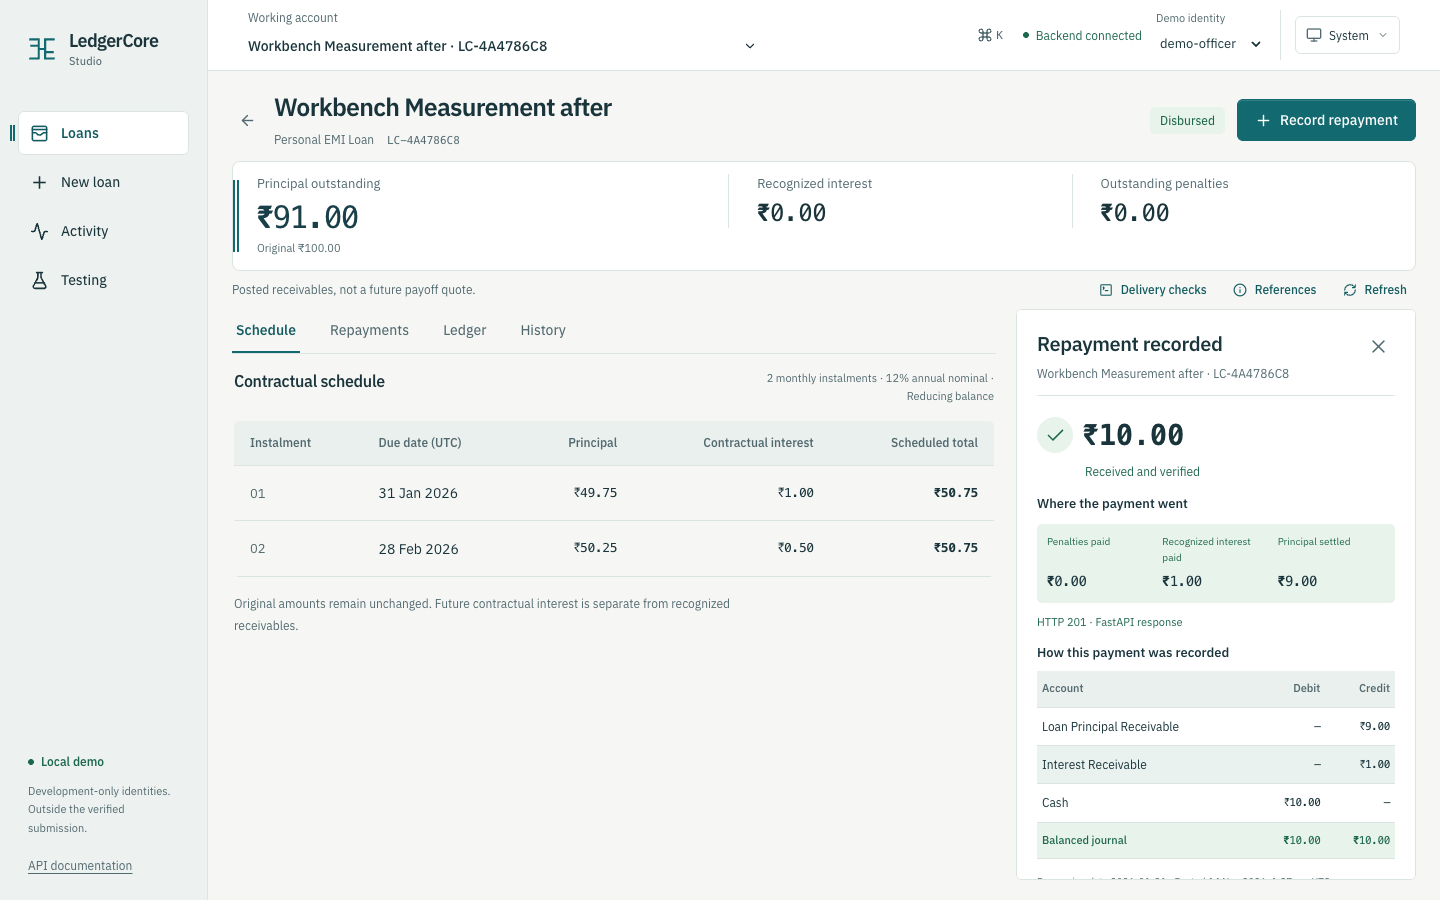 LedgerCore
Studio
Loans
New loan
Activity
Testing
Local demo
Development-only identities.
Outside the verified
submission.
API documentation
Working account
Workbench Measurement after · LC-4A4786C8
⌘ K
Backend connected
Demo identity
demo-officer
System
Workbench Measurement after
Personal EMI Loan LC-4A4786C8
Disbursed
Record repayment
Principal outstanding
₹91.00
Original ₹100.00
Recognized interest
₹0.00
Outstanding penalties
₹0.00
Posted receivables, not a future payoff quote.
Delivery checks
References
Refresh
Schedule Repayments Ledger History
Contractual schedule
2 monthly instalments · 12% annual nominal ·
Reducing balance
Instalment Due date (UTC) Principal Contractual interest Scheduled total
01 31 Jan 2026 ₹49.75 ₹1.00 ₹50.75
02 28 Feb 2026 ₹50.25 ₹0.50 ₹50.75
Original amounts remain unchanged. Future contractual interest is separate from recognized
receivables.
Repayment recorded
Workbench Measurement after · LC-4A4786C8
₹10.00
Received and verified
Where the payment went
Penalties paid
₹0.00
Recognized interest
paid
₹1.00
Principal settled
₹9.00
HTTP 201 · FastAPI response
How this payment was recorded
Account Debit Credit
Loan Principal Receivable — ₹9.00
Interest Receivable — ₹1.00
Cash ₹10.00 —
Balanced journal ₹10.00 ₹10.00